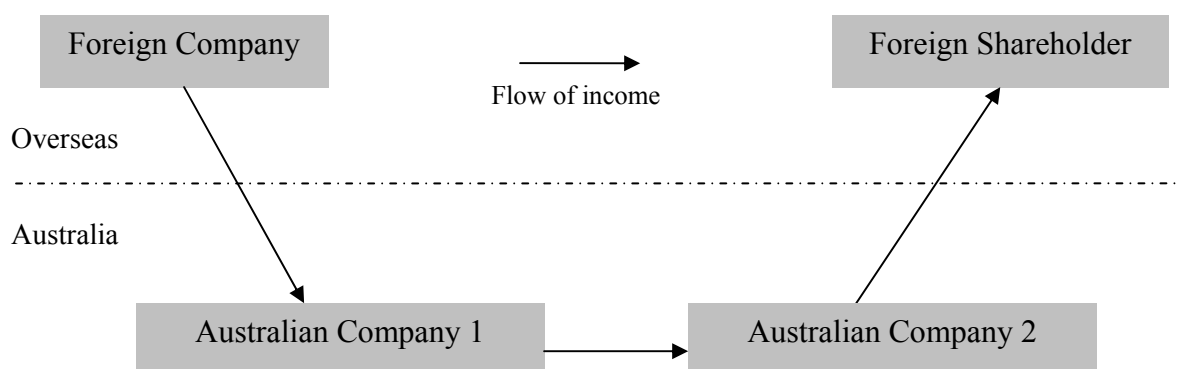 Foreign Company
Foreign Shareholder
Flow of income
Overseas
Australia
Australian Company 1
Australian Company 2